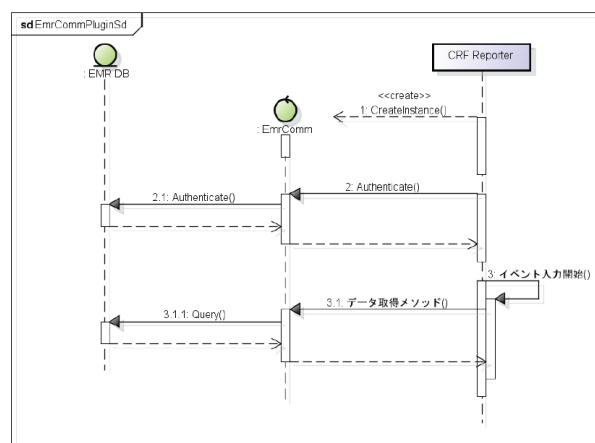 sd EmrCommPluginSd
: EMR DB
CRF Reporter
<<create>>
1: CreateInstance()
: EmrComm
2: Authenticate()
2.1: Authenticate()
3: イベント入力開始()
3.1: データ取得メソッド()
3.1.1: Query()